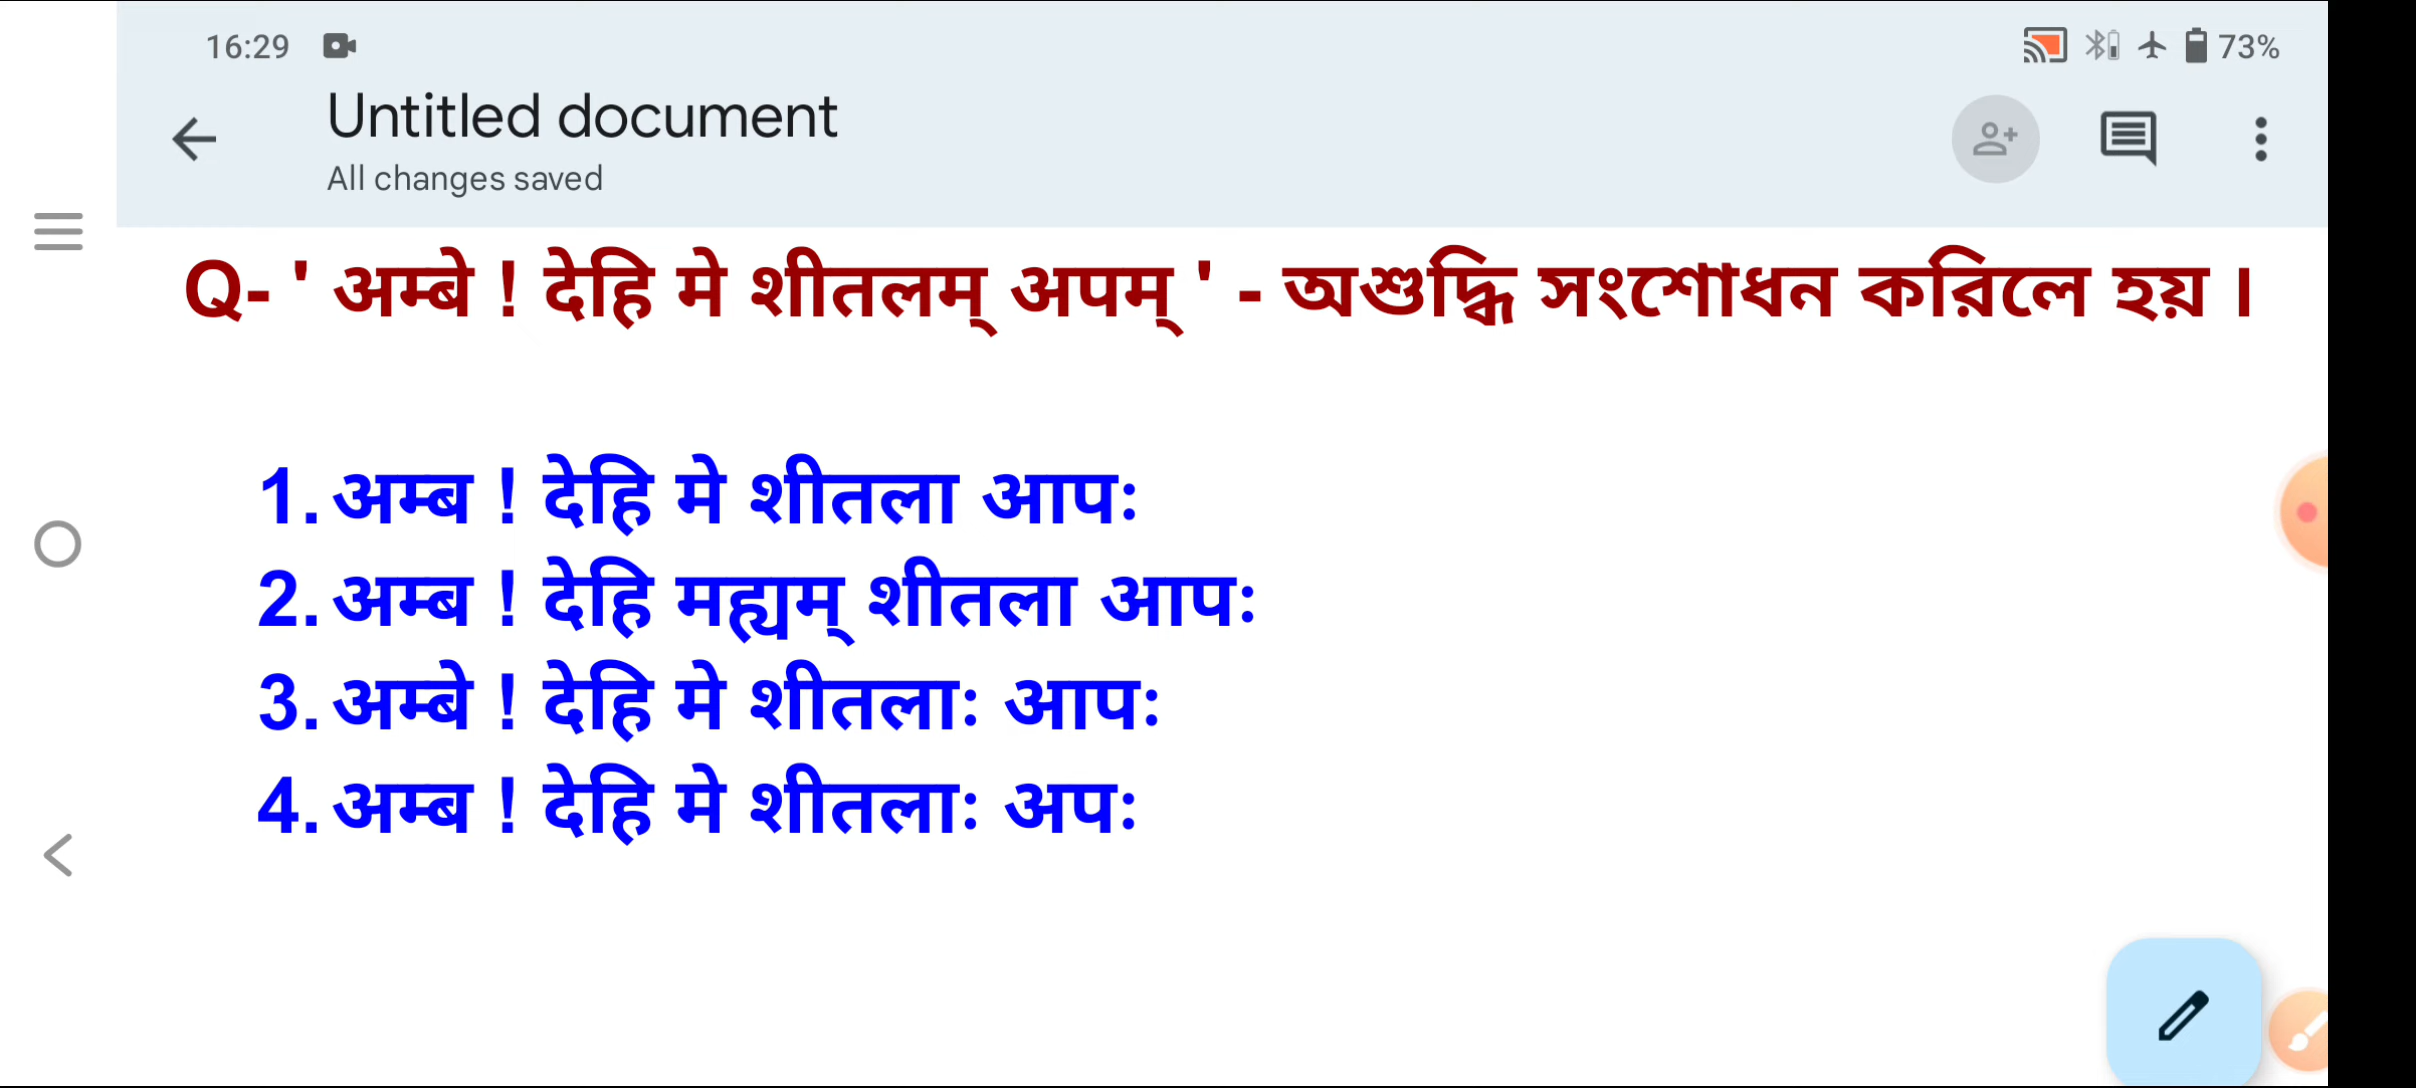 16:29 73%
Untitled document
All changes saved
Q- ' अम्बे ! देहि मे शीतलम् अपम् ' - অশুদ্ধি সংশোধন করিলে হয় ।
1. अम्ब ! देहि मे शीतला आपः
2. अम्ब ! देहि मह्यम् शीतला आपः
3. अम्बे ! देहि मे शीतलाः आपः
4. अम्ब ! देहि मे शीतलाः अपः